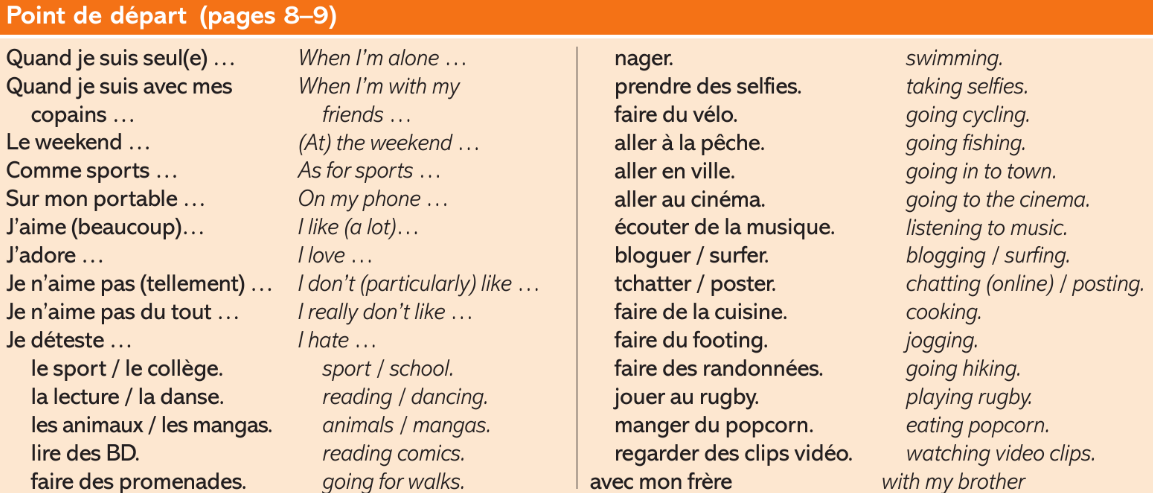 Point de départ (pages 8–9)
Quand je suis seul(e) … When I'm alone …
Quand je suis avec mes When I'm with my
copains … friends …
Le weekend … (At) the weekend …
Comme sports … As for sports …
Sur mon portable … On my phone …
J'aime (beaucoup)… I like (a lot)…
J'adore … I love …
Je n'aime pas (tellement) … I don't (particularly) like …
Je n'aime pas du tout … I really don't like …
Je déteste … I hate …
le sport / le collège. sport / school.
la lecture / la danse. reading / dancing.
les animaux / les mangas. animals / mangas.
lire des BD. reading comics.
faire des promenades. going for walks.
nager. swimming.
prendre des selfies. taking selfies.
faire du vélo. going cycling.
aller à la pêche. going fishing.
aller en ville. going in to town.
aller au cinéma. going to the cinema.
écouter de la musique. listening to music.
bloguer / surfer. blogging / surfing.
tchatter / poster. chatting (online) / posting.
faire de la cuisine. cooking.
faire du footing. jogging.
faire des randonnées. going hiking.
jouer au rugby. playing rugby.
manger du popcorn. eating popcorn.
regarder des clips vidéo. watching video clips.
avec mon frère with my brother